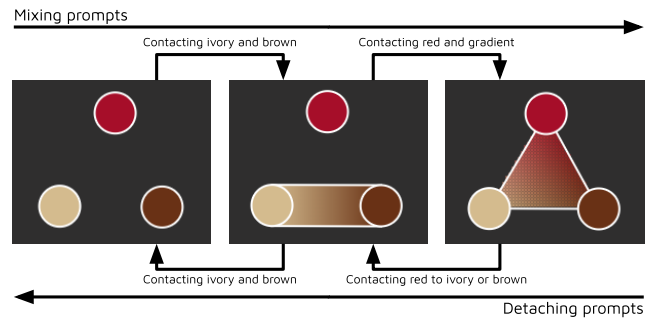 Mixing prompts
Contacting ivory and brown
Contacting red and gradient
Contacting ivory and brown
Contacting red to ivory or brown
Detaching prompts